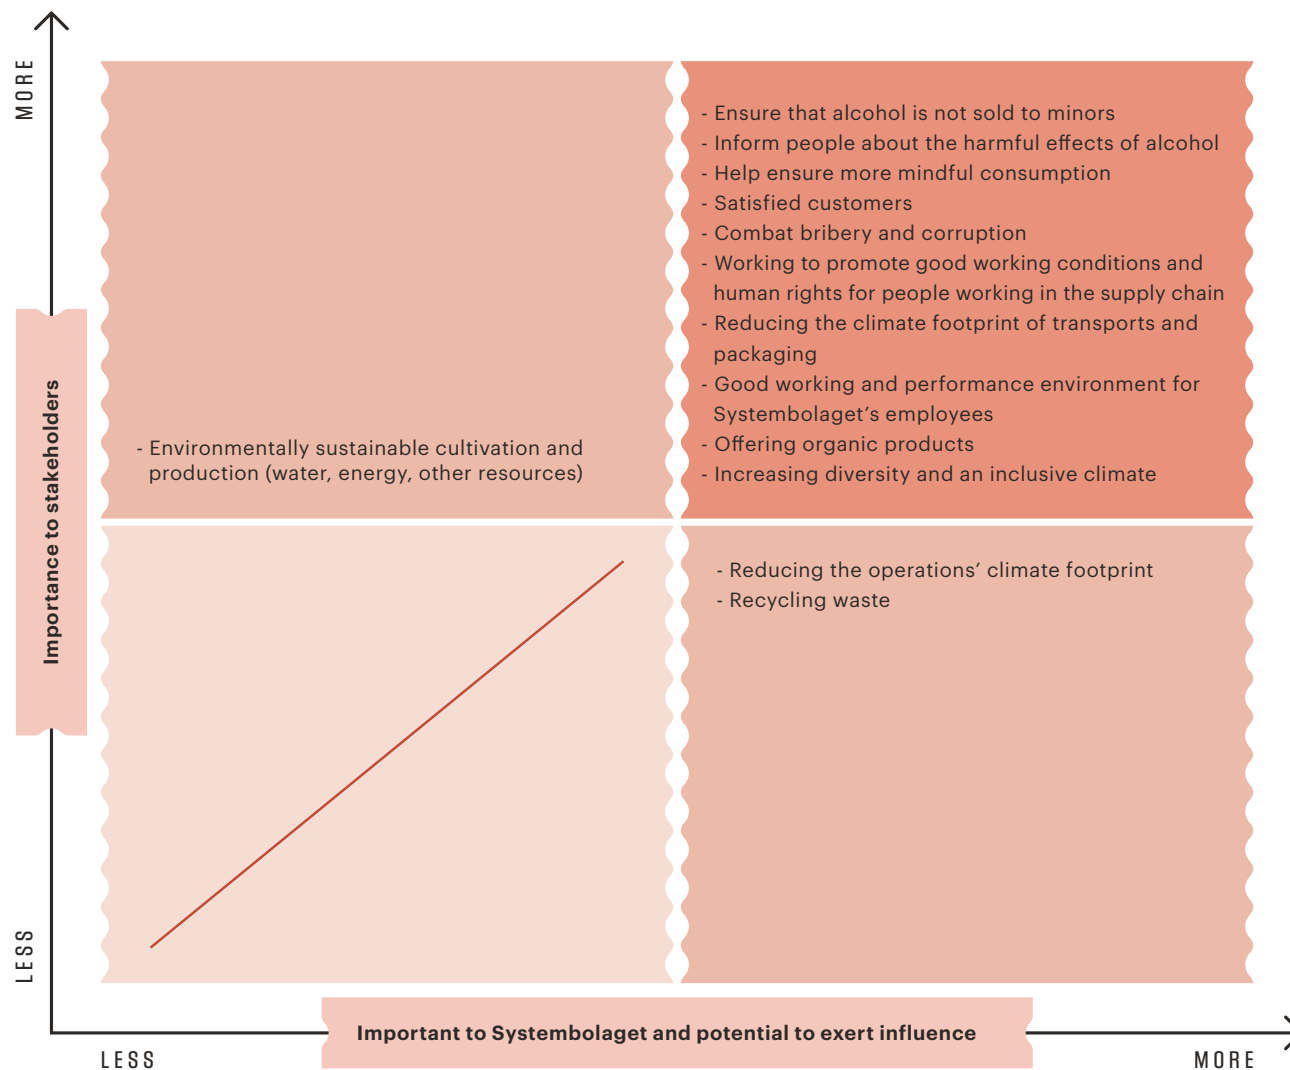 MORE
- Ensure that alcohol is not sold to minors
- Inform people about the harmful effects of alcohol
- Help ensure more mindful consumption
- Satisfied customers
- Combat bribery and corruption
- Working to promote good working conditions and
human rights for people working in the supply chain
- Reducing the climate footprint of transports and
packaging
- Good working and performance environment for
Systembolaget’s employees
- Offering organic products
- Increasing diversity and an inclusive climate
- Environmentally sustainable cultivation and
production (water, energy, other resources)
Importance to stakeholders
- Reducing the operations’ climate footprint
- Recycling waste
LESS
Important to Systembolaget and potential to exert influence
LESS
MORE